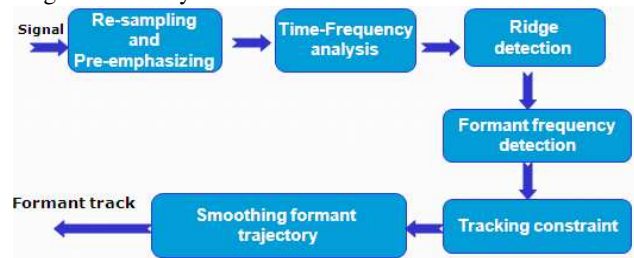 Signal
Re-sampling
and
Pre-emphasizing
Time-Frequency
analysis
Ridge
detection
Formant frequency
detection
Tracking constraint
Smoothing formant
trajectory
Formant track